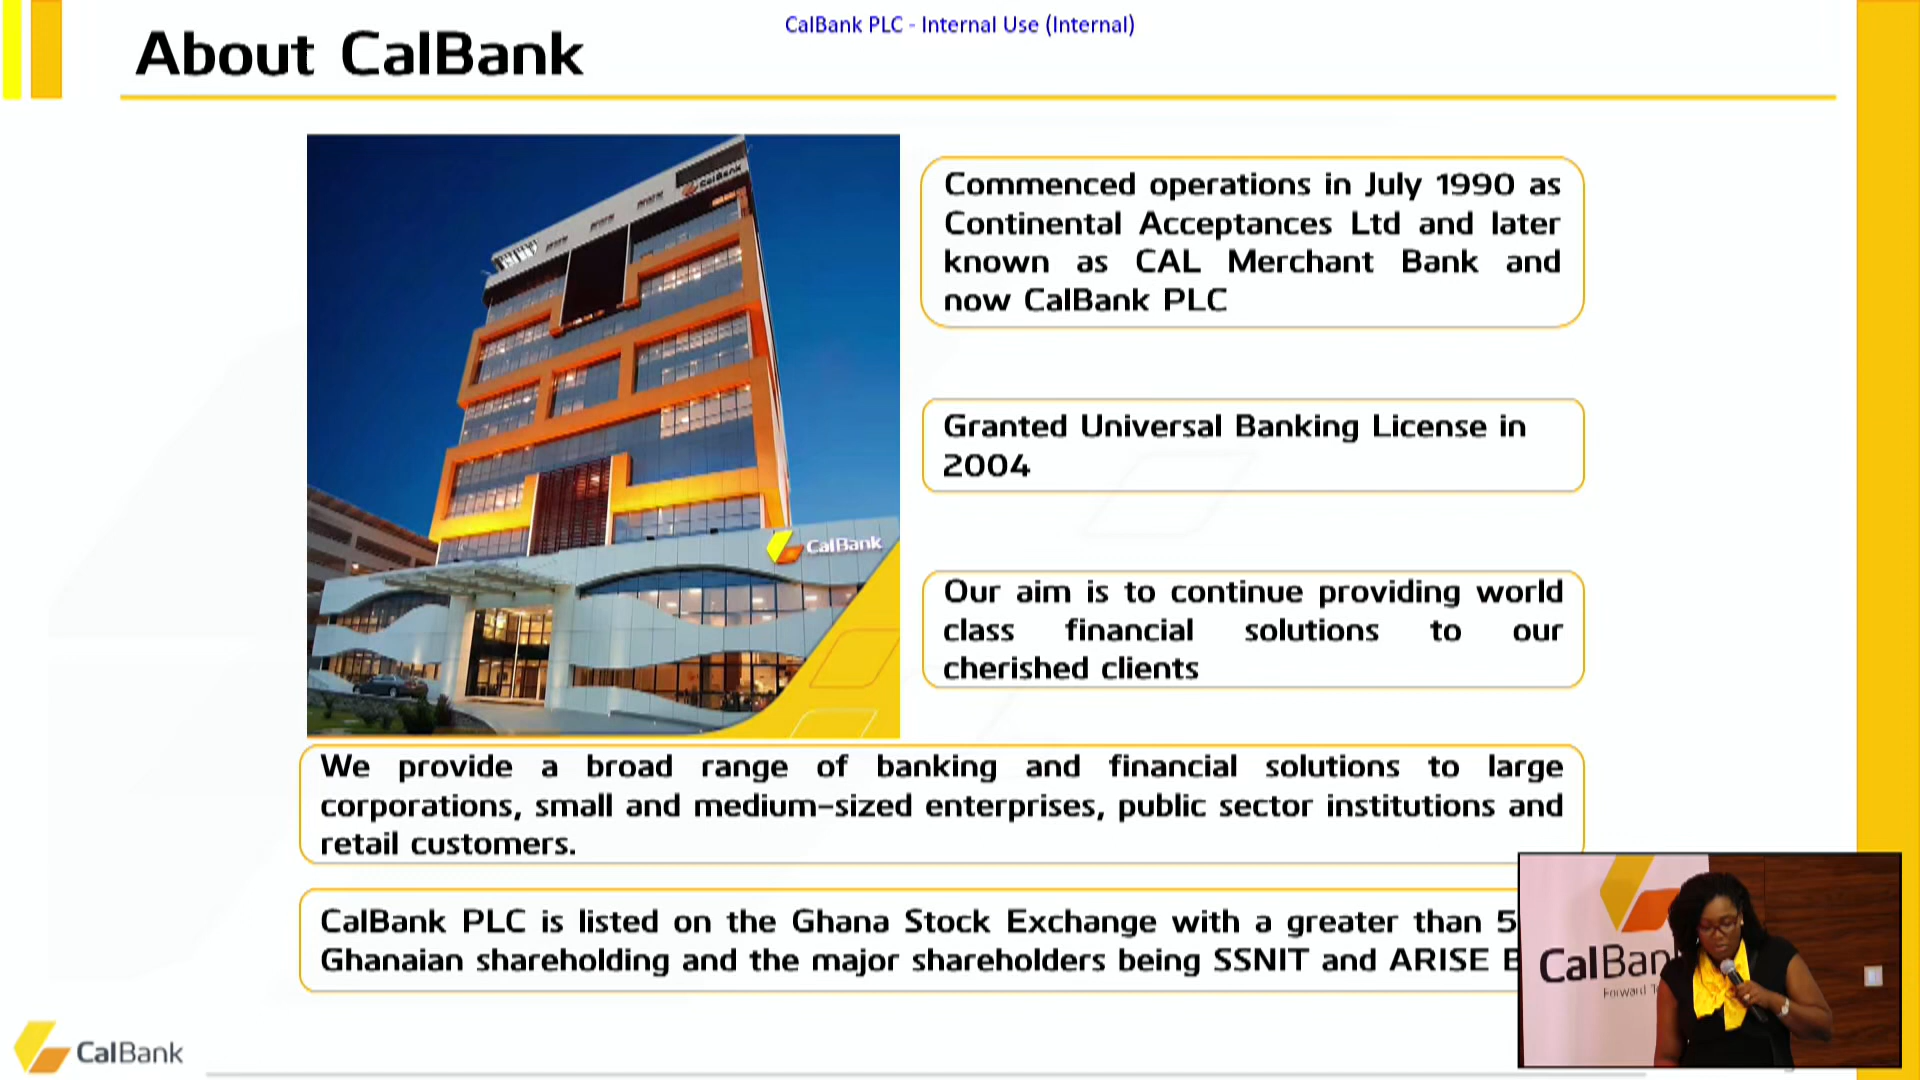 CalBank PLC - Internal Use (Internal)
About CalBank
Commenced operations in July 1990 as
Continental Acceptances Ltd and later
known as CAL Merchant Bank and
now CalBank PLC
Granted Universal Banking License in
2004
Our aim is to continue providing world
class financial solutions to our
cherished clients
CalBank
CalBank
We provide a broad range of banking and financial solutions to large
corporations, small and medium-sized enterprises, public sector institutions and
retail customers.
CalBank PLC is listed on the Ghana Stock Exchange with a greater than 5
Ghanaian shareholding and the major shareholders being SSNIT and ARISE B
CalBan
Forward T
CalBank